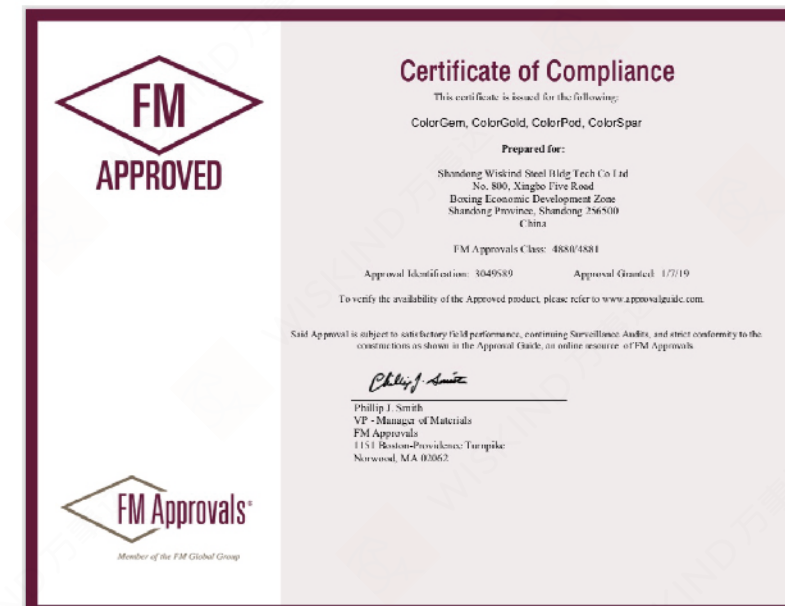 FM
APPROVED
Certificate of Compliance
This certificate is issued for the following:
ColorGem, ColorGold, ColorPod, ColorSpar
Prepared for:
Shandong Wiskind Steel Bldg Tech Co Ltd
No. 800, Xingbo Five Road
Boxing Economic Development Zone
Shandong Province, Shandong 256500
China
FM Approvals Class: 4880/4881
Approval Identification: 3049589 Approval Granted: 1/7/19
To verify the availability of the Approved product, please refer to www.approvalguide.com.
Said Approval is subject to satisfactory field performance, continuing Surveillance Audits, and strict conformity to the
constructions as shown in the Approval Guide, an online resource of FM Approvals.
Phillip J. Smith
Phillip J. Smith
VP - Manager of Materials
FM Approvals
1151 Boston-Providence Turnpike
Norwood, MA 02062
FM Approvals®
Member of the FM Global Group
WISKIND